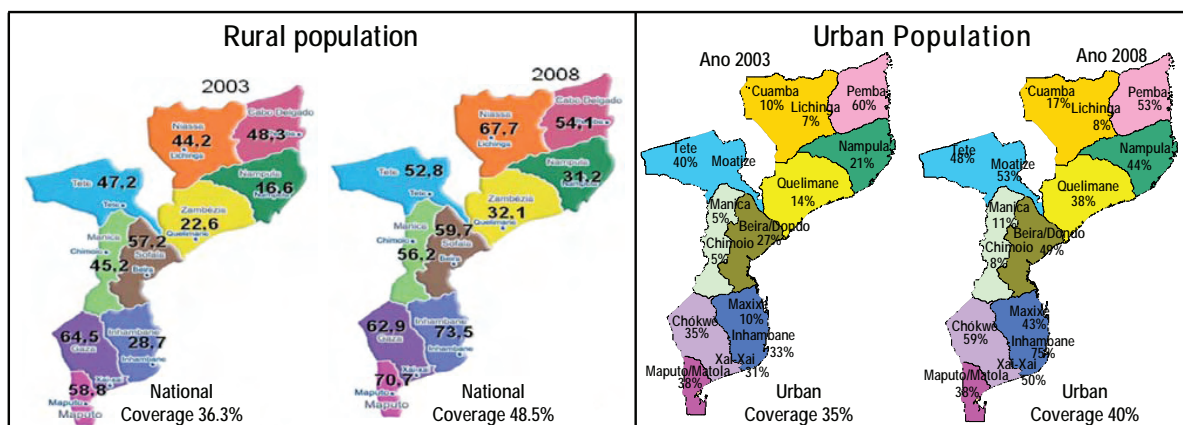 Rural population
2003
Cabo Delgado
48,3
Niassa
44,2
Lichinga
Nampula
16,6
Nampula
Tete 47,2
Tete
Zambézia
22,6
Quelimane
57,2
Sofala
Beira
Manica
Chimoio
45,2
64,5
Gaza
Inhambane
28,7
Inhambane
Xai-xai
58,8
Maputo
Maputo
National
Coverage 36.3%
2008
Cabo Delgado
54,1
Niassa
67,7
Lichinga
Nampula
31,2
Nampula
52,8
Tete
Tete
Zambézia
32,1
Quelimane
59,7
Sofala
Beira
Manica
Chimoio
56,2
62,9
Gaza
Inhambane
73,5
Inhambane
Xai-xai
70,7
Maputo
Maputo
National
Coverage 48.5%
Urban Population
Ano 2003
Cuamba
10%
Lichinga
7%
Pemba
60%
Nampula
21%
Tete
40%
Moatize
Quelimane
14%
Manica
5%
Beira/Dondo
27%
Chimoio
5%
Chókwè
35%
Maxixe
10%
Inhambane
33%
Xai-Xai
31%
Maputo/Matola
38%
Urban
Coverage 35%
Ano 2008
Cuamba
17%
Lichinga
8%
Pemba
53%
Nampula
44%
Tete
48%
Moatize
53%
Quelimane
38%
Manica
11%
Beira/Dondo
49%
Chimoio
8%
Chókwè
59%
Maxixe
43%
Inhambane
75%
Xai-Xai
50%
Maputo/Matola
38%
Urban
Coverage 40%